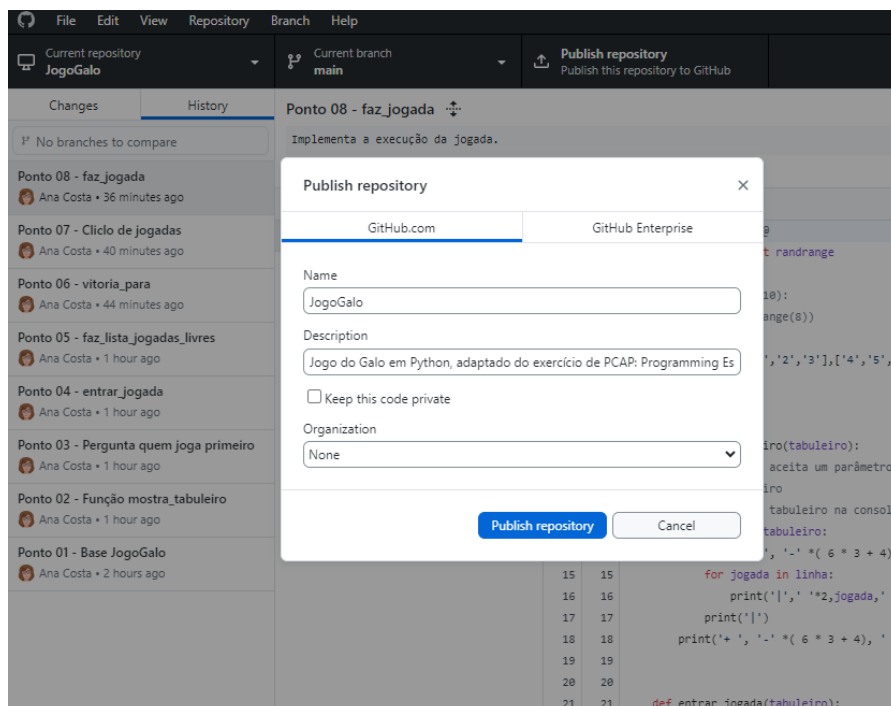 File Edit View Repository Branch Help
Current repository
JogoGalo
Current branch
main
Publish repository
Publish this repository to GitHub
Changes History
No branches to compare
Ponto 08 - faz_jogada
Ana Costa • 36 minutes ago
Ponto 07 - Cliclo de jogadas
Ana Costa • 40 minutes ago
Ponto 06 - vitoria_para
Ana Costa • 44 minutes ago
Ponto 05 - faz_lista_jogadas_livres
Ana Costa • 1 hour ago
Ponto 04 - entrar_jogada
Ana Costa • 1 hour ago
Ponto 03 - Pergunta quem joga primeiro
Ana Costa • 1 hour ago
Ponto 02 - Função mostra_tabuleiro
Ana Costa • 1 hour ago
Ponto 01 - Base JogoGalo
Ana Costa • 2 hours ago
Ponto 08 - faz_jogada
Implementa a execução da jogada.
Publish repository
GitHub.com GitHub Enterprise
Name
JogoGalo
Description
Jogo do Galo em Python, adaptado do exercício de PCAP: Programming Es
Keep this code private
Organization
None
Publish repository Cancel
t randrange
10):
ange(8))
','2','3'],['4','5',
iro(tabuleiro):
aceita um parâmetro
iro
tabuleiro na consol
tabuleiro:
', '-' *( 6 * 3 + 4)
15 15 for jogada in linha:
16 16 print('|',' '*2,jogada,'
17 17 print('|')
18 18 print('+ ', '-' *( 6 * 3 + 4), '
19 19
20 20
21 21 def entrar_jogada(tabuleiro):